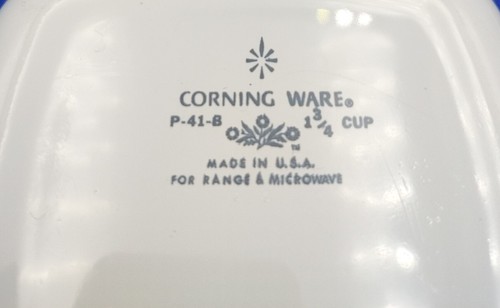 CORNING WARE®
P-41-B 1 3/4 CUP
TM
MADE IN U.S.A.
FOR RANGE & MICROWAVE